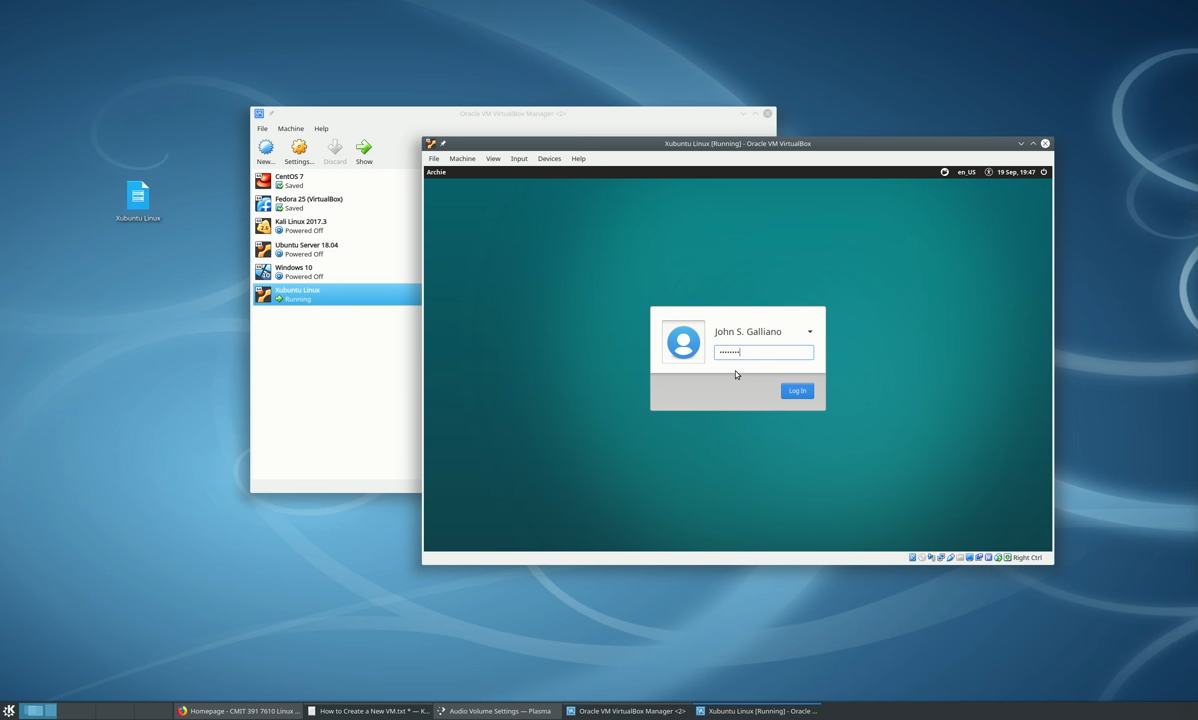 Xubuntu Linux
Oracle VM VirtualBox Manager <2>
File Machine Help
New... Settings... Discard Show
CentOS 7
Saved
Fedora 25 (VirtualBox)
Saved
Kali Linux 2017.3
Powered Off
Ubuntu Server 18.04
Powered Off
Windows 10
Powered Off
Xubuntu Linux
Running
Xubuntu Linux [Running] - Oracle VM VirtualBox
File Machine View Input Devices Help
Archie en_US 19 Sep, 19:47
John S. Galliano
••••••••
Log In
Right Ctrl
Homepage - CMIT 391 7610 Linux ... How to Create a New VM.txt * — K... Audio Volume Settings — Plasma Oracle VM VirtualBox Manager <2> Xubuntu Linux [Running] - Oracle ...